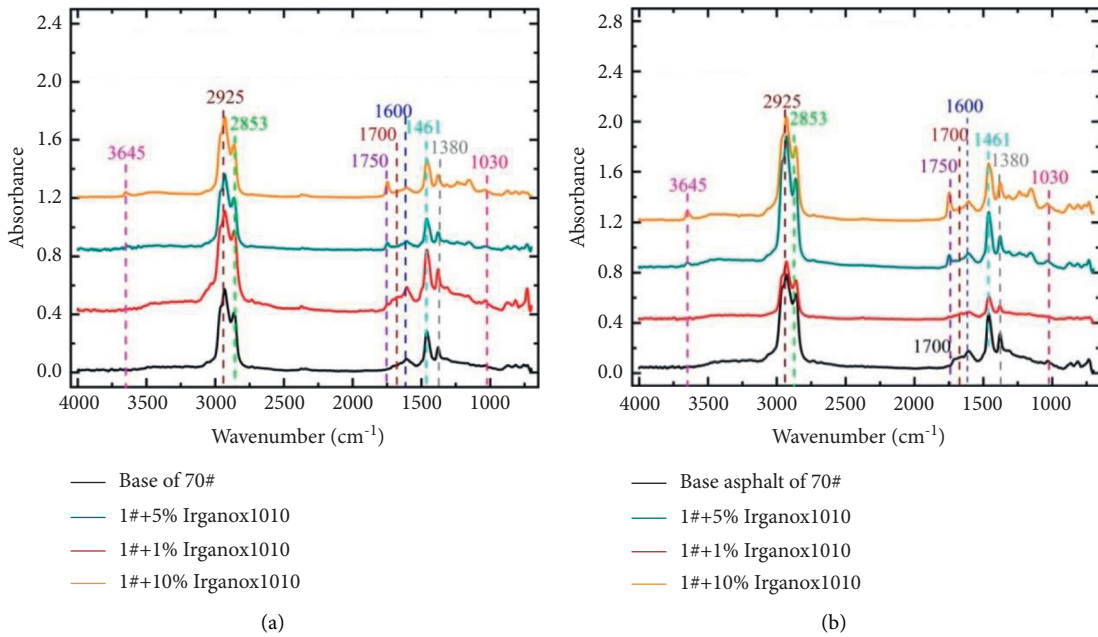 2.4
2.0
1.6
1.2
0.8
0.4
0.0
Absorbance
3645
2925
2853
1750
1700
1600
1461
1380
1030
4000 3500 3000 2500 2000 1500 1000
Wavenumber (cm-1)
Base of 70#
1#+5% Irganox1010
1#+1% Irganox1010
1#+10% Irganox1010
(a)
2.8
2.4
2.0
1.6
1.2
0.8
0.4
0.0
Absorbance
3645
2925
2853
1750
1700
1600
1461
1380
1030
1700
4000 3500 3000 2500 2000 1500 1000
Wavenumber (cm-1)
Base asphalt of 70#
1#+5% Irganox1010
1#+1% Irganox1010
1#+10% Irganox1010
(b)